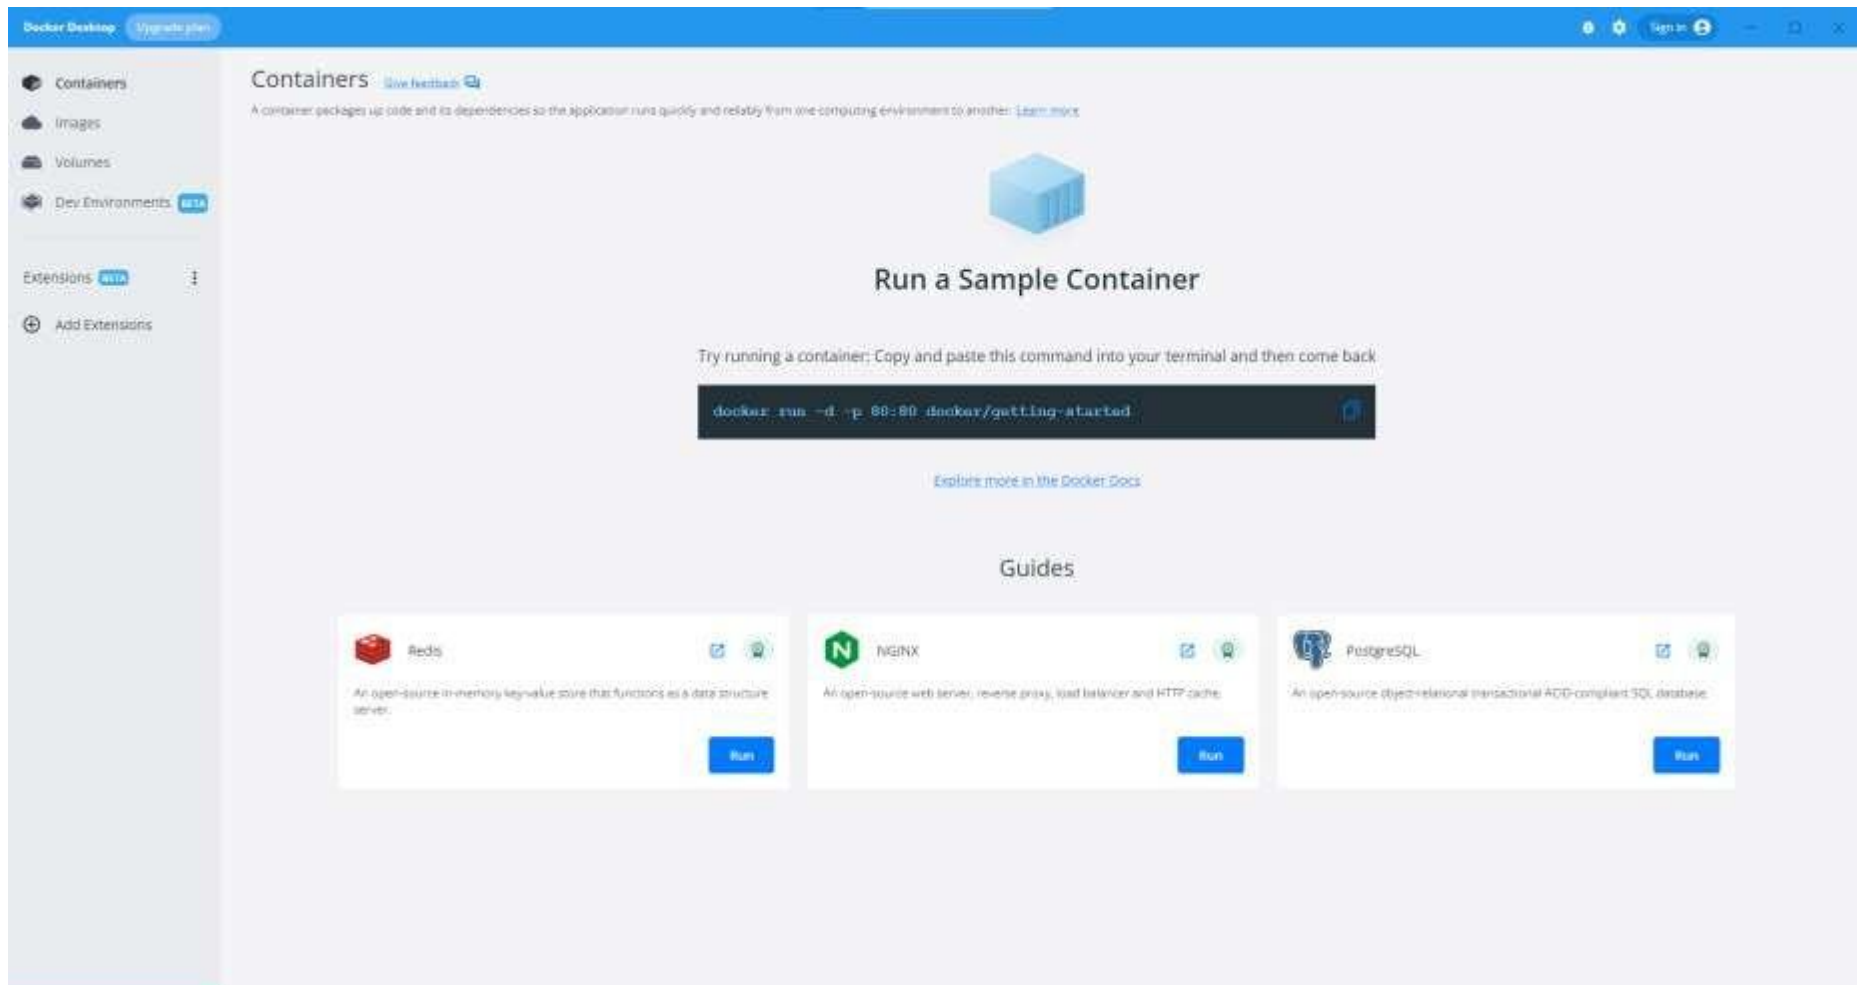 Docker Desktop Upgrade plan
Sign in
Containers
Images
Volumes
Dev Environments BETA
Extensions BETA
Add Extensions
Containers Give feedback
A container packages up code and its dependencies so the application runs quickly and reliably from one computing environment to another. Learn more
Run a Sample Container
Try running a container: Copy and paste this command into your terminal and then come back
docker run -d -p 80:80 docker/getting-started
Explore more in the Docker Docs
Guides
Redis
An open-source in-memory key-value store that functions as a data structure
server.
Run
NGINX
An open-source web server, reverse proxy, load balancer and HTTP cache.
Run
PostgreSQL
An open-source object-relational transactional ACID-compliant SQL database.
Run